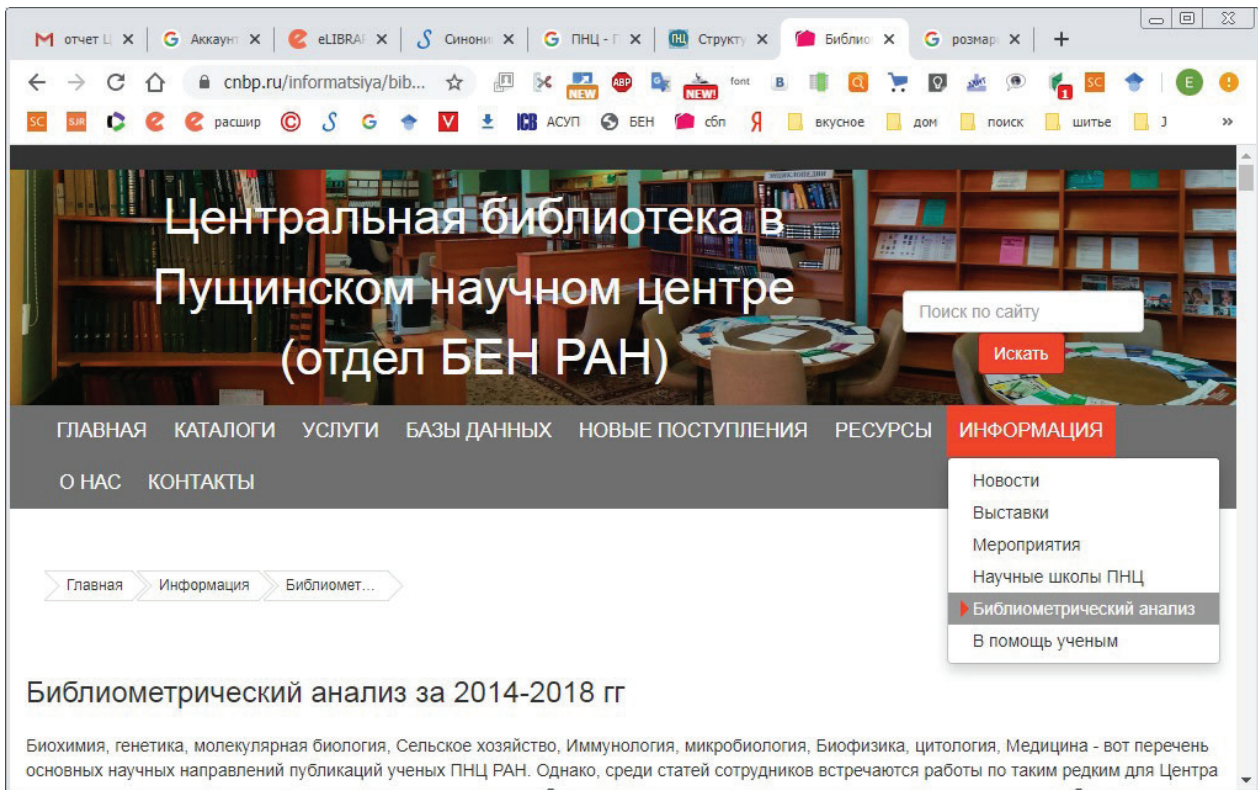 отчет Ц
Аккаунт
eLIBRAF
Синони
ПНЦ - Г
Структу
Библио
розмар
cnbp.ru/informatsiya/bib...
NEW
ABP
NEW!
font
B
1
SC
E
SC
SJR
расшир
S
G
V
ICB
АСУП
БЕН
сбп
Я
вкусное
дом
поиск
шитье
J
»
ЭНЦИКЛОПЕДИИ
Центральная библиотека в
Пущинском научном центре
(отдел БЕН РАН)
Поиск по сайту
Искать
ГЛАВНАЯ КАТАЛОГИ УСЛУГИ БАЗЫ ДАННЫХ НОВЫЕ ПОСТУПЛЕНИЯ РЕСУРСЫ ИНФОРМАЦИЯ
О НАС КОНТАКТЫ
Новости
Выставки
Мероприятия
Научные школы ПНЦ
Библиометрический анализ
В помощь ученым
Главная Информация Библиомет...
Библиометрический анализ за 2014-2018 гг
Биохимия, генетика, молекулярная биология, Сельское хозяйство, Иммунология, микробиология, Биофизика, цитология, Медицина - вот перечень
основных научных направлений публикаций ученых ПНЦ РАН. Однако, среди статей сотрудников встречаются работы по таким редким для Центра